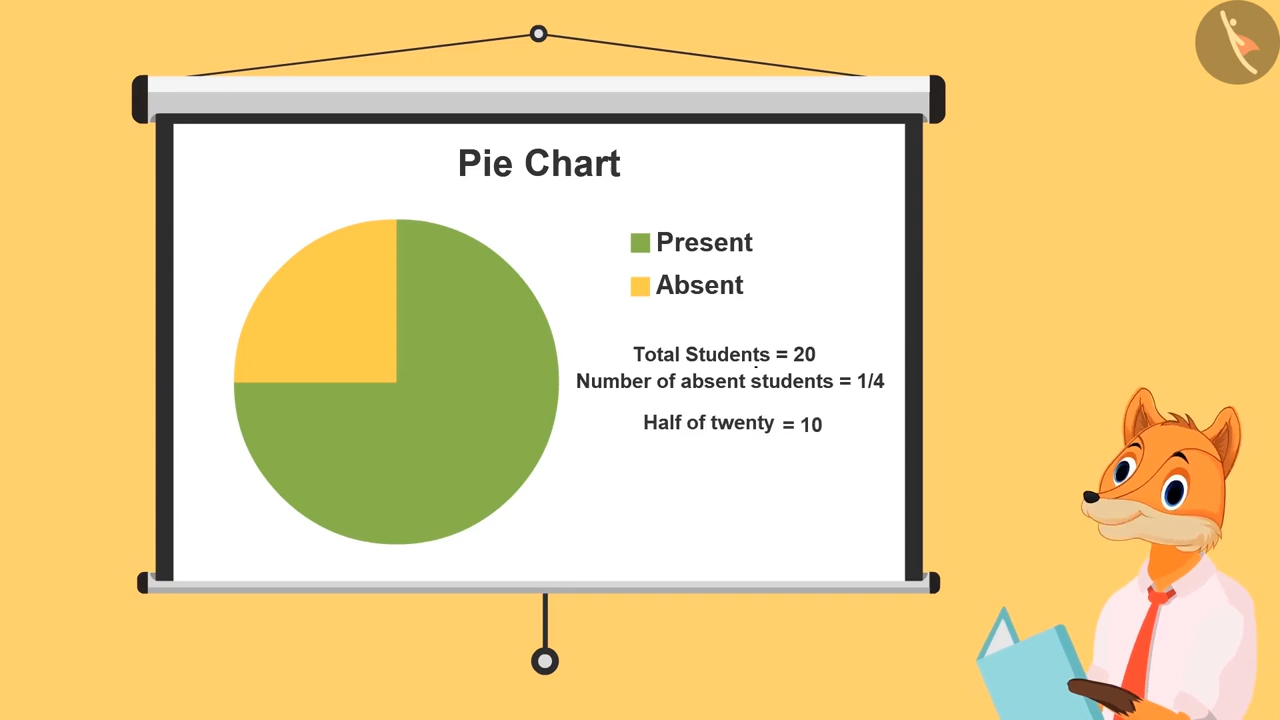 Pie Chart
Present
Absent
Total Students = 20
Number of absent students = 1/4
Half of twenty = 10